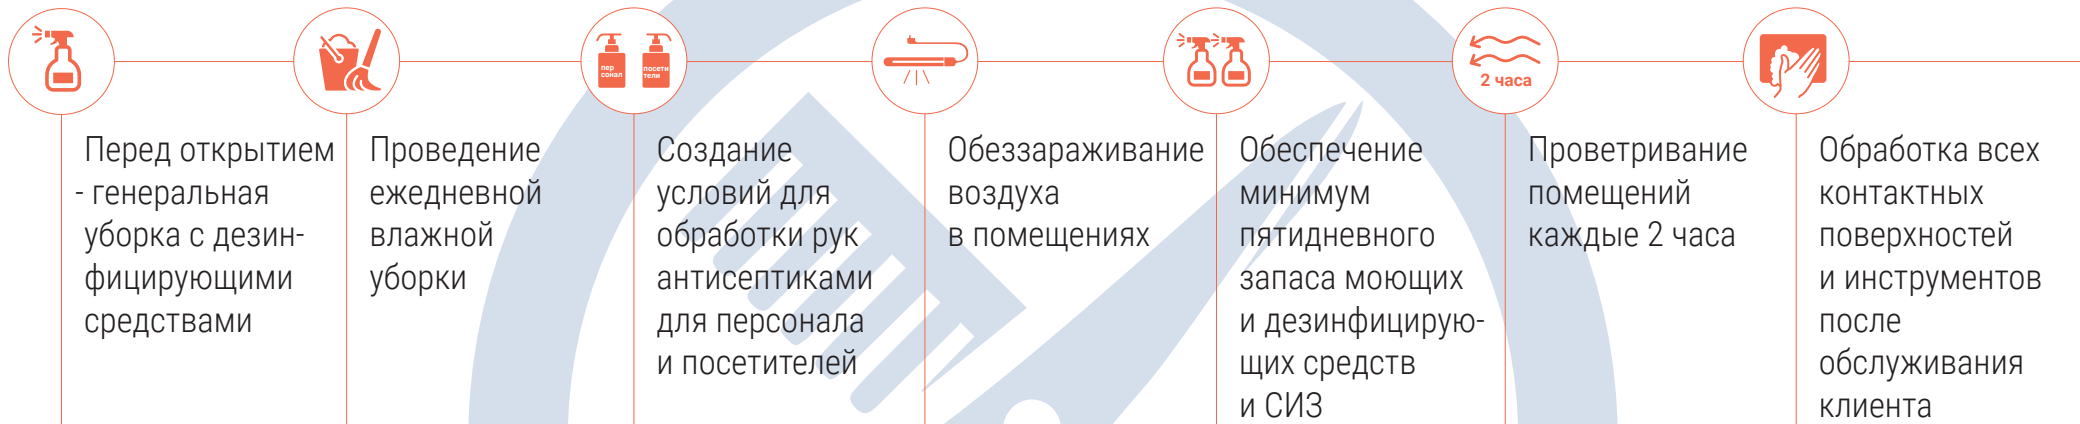 пер
сонал
посети
тели
2 часа
Перед открытием
- генеральная
уборка с дезин-
фицирующими
средствами
Проведение
ежедневной
влажной
уборки
Создание
условий для
обработки рук
антисептиками
для персонала
и посетителей
Обеззараживание
воздуха
в помещениях
Обеспечение
минимум
пятидневного
запаса моющих
и дезинфицирую-
щих средств
и СИЗ
Проветривание
помещений
каждые 2 часа
Обработка всех
контактных
поверхностей
и инструментов
после
обслуживания
клиента